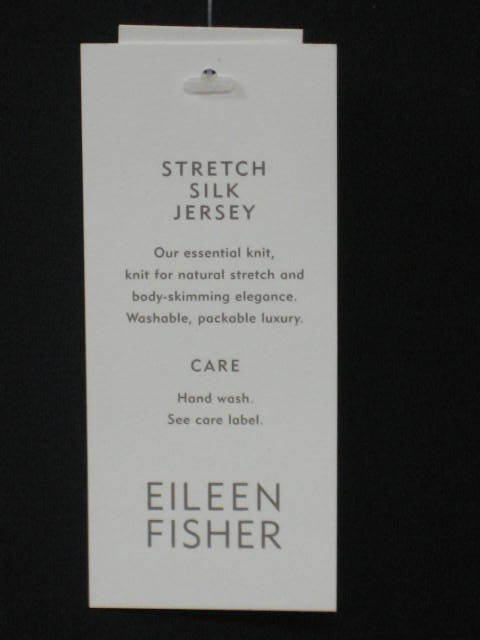 STRETCH
SILK
JERSEY
Our essential knit,
knit for natural stretch and
body-skimming elegance.
Washable, packable luxury.
CARE
Hand wash.
See care label.
EILEEN
FISHER